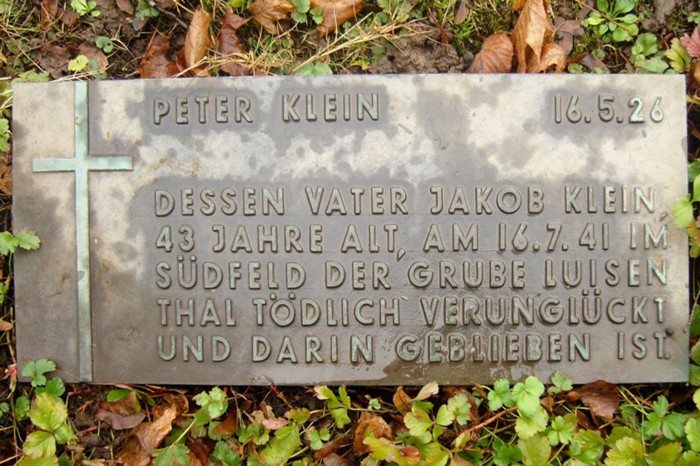 PETER KLEIN 16.5.26
DESSEN VATER JAKOB KLEIN,
43 JAHRE ALT, AM 16.7.41 IM
SÜDFELD DER GRUBE LUISEN
THAL TÖDLICH VERUNGLÜCKT
UND DARIN GEBLIEBEN IST.